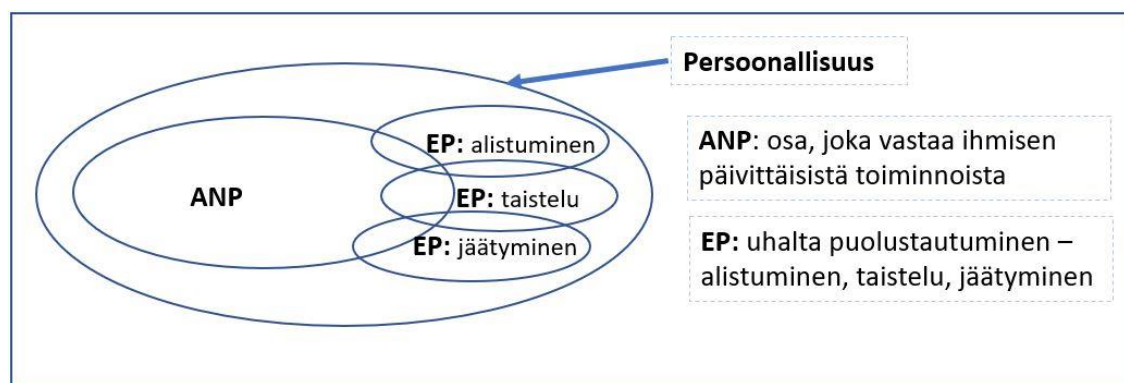 Persoonallisuus
EP: alistuminen
ANP
EP: taistelu
EP: jäätyminen
ANP: osa, joka vastaa ihmisen
päivittäisistä toiminnoista
EP: uhalta puolustautuminen –
alistuminen, taistelu, jäätyminen